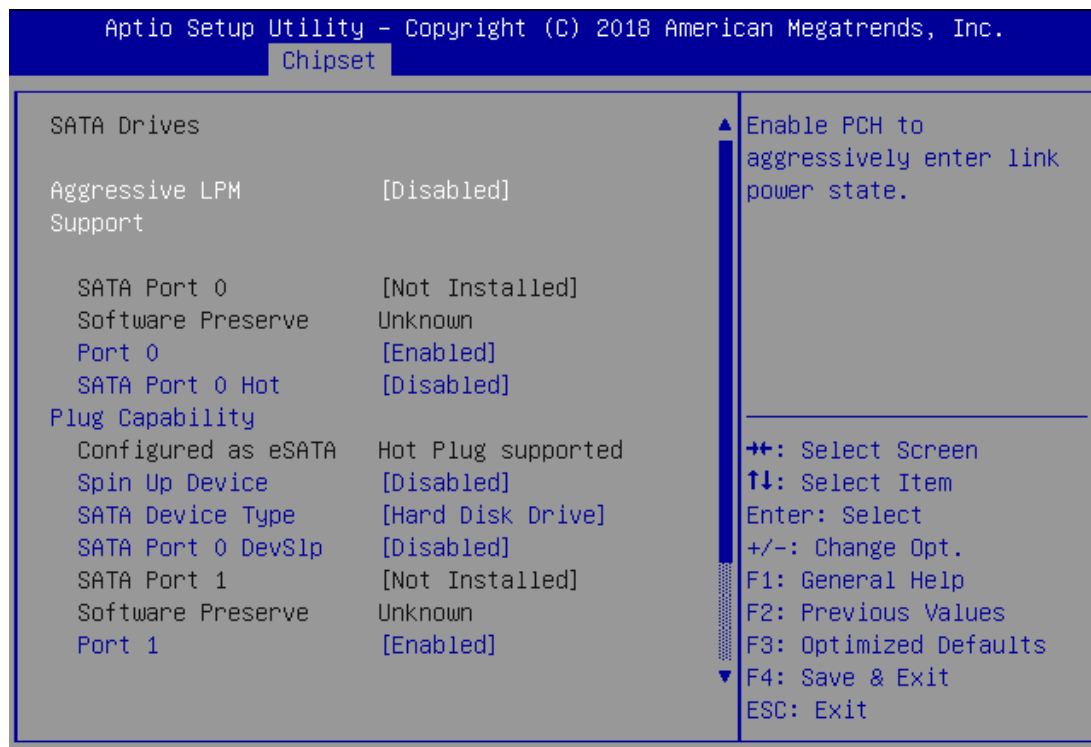 Aptio Setup Utility – Copyright (C) 2018 American Megatrends, Inc.
Chipset
SATA Drives
Aggressive LPM [Disabled]
Support
SATA Port 0 [Not Installed]
Software Preserve Unknown
Port 0 [Enabled]
SATA Port 0 Hot [Disabled]
Plug Capability
Configured as eSATA Hot Plug supported
Spin Up Device [Disabled]
SATA Device Type [Hard Disk Drive]
SATA Port 0 DevSlp [Disabled]
SATA Port 1 [Not Installed]
Software Preserve Unknown
Port 1 [Enabled]
Enable PCH to
aggressively enter link
power state.
→←: Select Screen
↑↓: Select Item
Enter: Select
+/-: Change Opt.
F1: General Help
F2: Previous Values
F3: Optimized Defaults
F4: Save & Exit
ESC: Exit